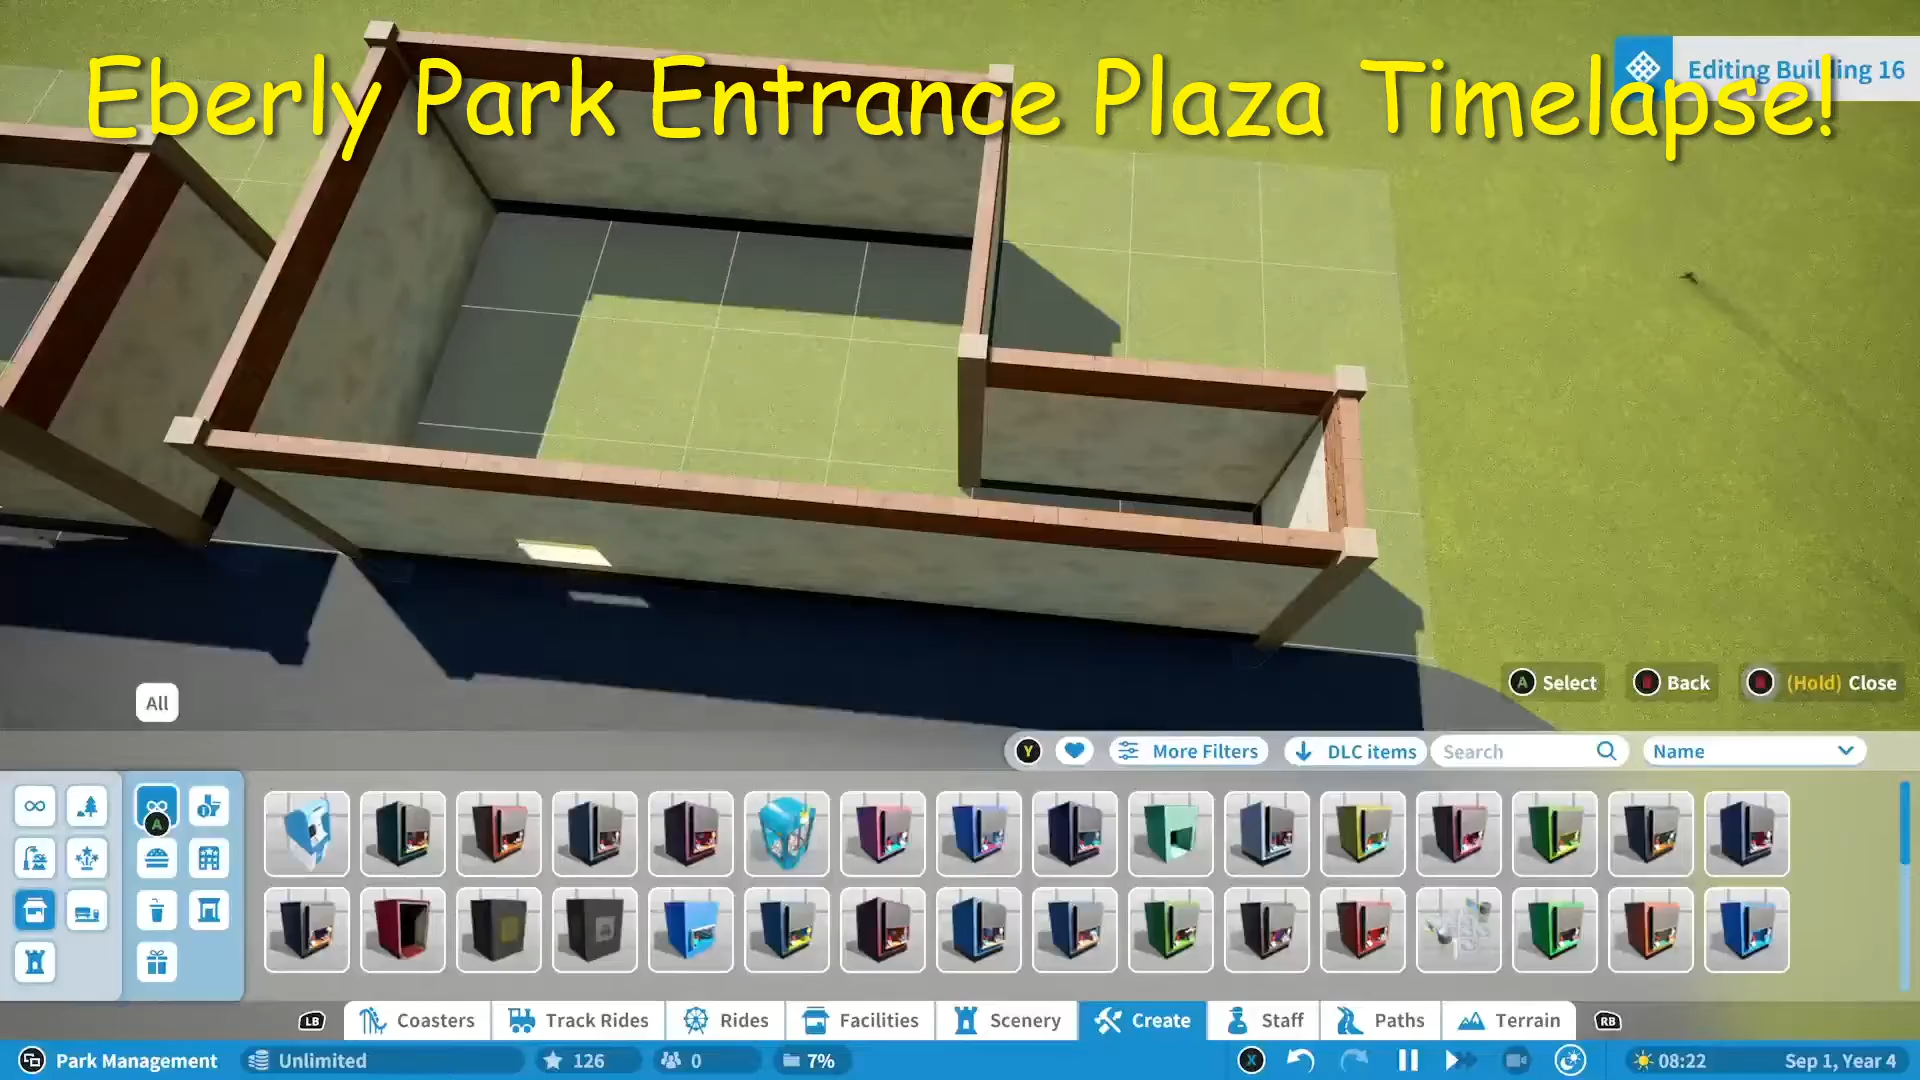 Eberly Park Entrance Plaza Timelapse!
Editing Building 16
All
A Select
Back
(Hold) Close
Y
More Filters
DLC items
Search
Name
A
LB
Coasters
Track Rides
Rides
Facilities
Scenery
Create
Staff
Paths
Terrain
RB
Park Management
Unlimited
126
0
7%
X
08:22
Sep 1, Year 4